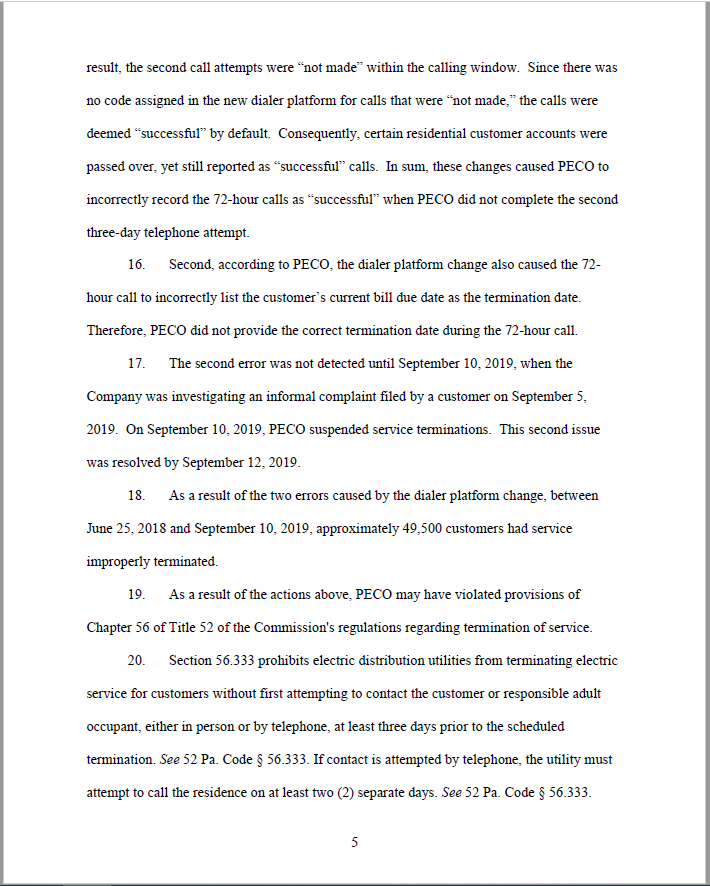 result, the second call attempts were “not made” within the calling window.  Since there was
no code assigned in the new dialer platform for calls that were “not made,” the calls were
deemed “successful” by default.  Consequently, certain residential customer accounts were
passed over, yet still reported as “successful” calls.  In sum, these changes caused PECO to
incorrectly record the 72-hour calls as “successful” when PECO did not complete the second
three-day telephone attempt.
16. Second, according to PECO, the dialer platform change also caused the 72-
hour call to incorrectly list the customer’s current bill due date as the termination date.
Therefore, PECO did not provide the correct termination date during the 72-hour call.
17. The second error was not detected until September 10, 2019, when the
Company was investigating an informal complaint filed by a customer on September 5,
2019.  On September 10, 2019, PECO suspended service terminations.  This second issue
was resolved by September 12, 2019.
18. As a result of the two errors caused by the dialer platform change, between
June 25, 2018 and September 10, 2019, approximately 49,500 customers had service
improperly terminated.
19. As a result of the actions above, PECO may have violated provisions of
Chapter 56 of Title 52 of the Commission's regulations regarding termination of service.
20. Section 56.333 prohibits electric distribution utilities from terminating electric
service for customers without first attempting to contact the customer or responsible adult
occupant, either in person or by telephone, at least three days prior to the scheduled
termination. See 52 Pa. Code § 56.333. If contact is attempted by telephone, the utility must
attempt to call the residence on at least two (2) separate days. See 52 Pa. Code § 56.333.
5